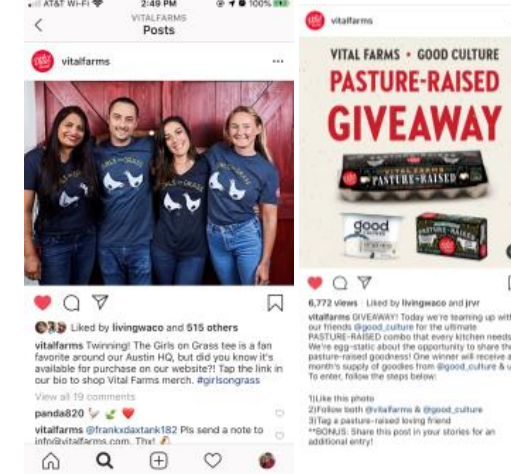 AT&T Wi-Fi
2:49 PM
100%
VITALFARMS
Posts
vitalfarms
GIRLS ON GRASS
Liked by livingwaco and 515 others
vitalfarms Twinning! The Girls on Grass tee is a fan
favorite around our Austin HQ, but did you know it's
available for purchase on our website?! Tap the link in
our bio to shop Vital Farms merch. #girlsongrass
View all 19 comments
panda820
vitalfarms @frankxdaxtank182 Pls send a note to
info@vitalfarms.com. Thx!
vitalfarms
VITAL FARMS • GOOD CULTURE
PASTURE-RAISED
GIVEAWAY
VITAL FARMS
PASTURE-RAISED
good
PASTURE-RAISED
6,772 views Liked by livingwaco and jrvr
vitalfarms GIVEAWAY! Today we're teaming up with
our friends @good_culture for the ultimate
PASTURE-RAISED combo that every kitchen needs
We're egg-static about the opportunity to share the
pasture-raised goodness! One winner will receive a
month's supply of goodies from @good_culture & u
To enter, follow the steps below:
1)Like this photo
2)Follow both @vitalfarms & @good_culture
3)Tag a pasture-raised loving friend
**BONUS: Share this post in your stories for an
additional entry!